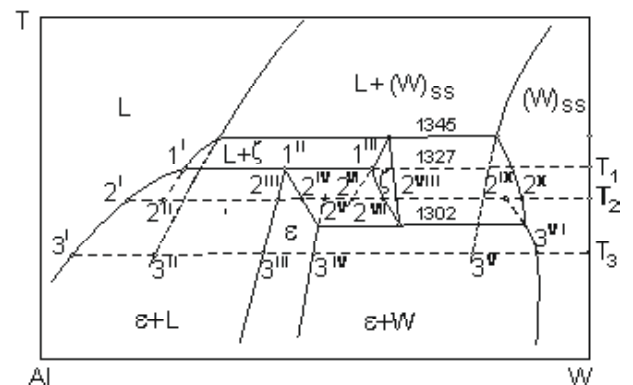 T
L
L+(W)ss
(W)ss
1345
L+ζ
1' 1'' 1''' 1327 T₁
ζ
2' 2'' 2''' 2ᴵⱽ 2ⱽᴵ 2ⱽᴵᴵᴵ 2ᴵˣ 2ˣ T₂
2ⱽ 2ⱽᴵ
1302
ε
3' 3'' 3''' 3ᴵⱽ 3ⱽ 3ⱽᴵ T₃
ε+L
ε+W
Al W